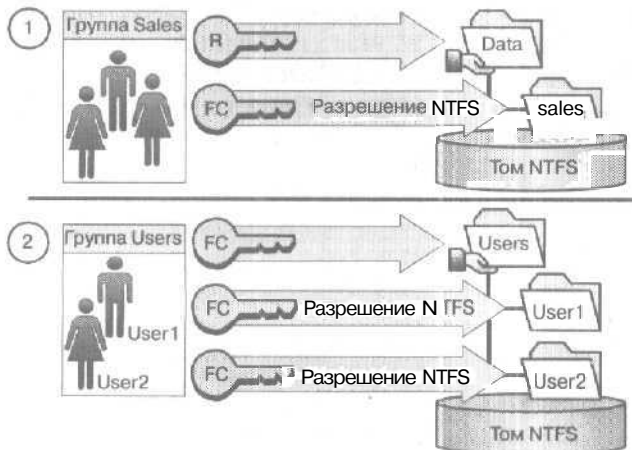 1
Группа Sales
R
Data
FC
Разрешение NTFS
sales
Том NTFS
2
Группа Users
FC
Users
FC
Разрешение NTFS
User1
User1
User2
FC
Разрешение NTFS
User2
Том NTFS